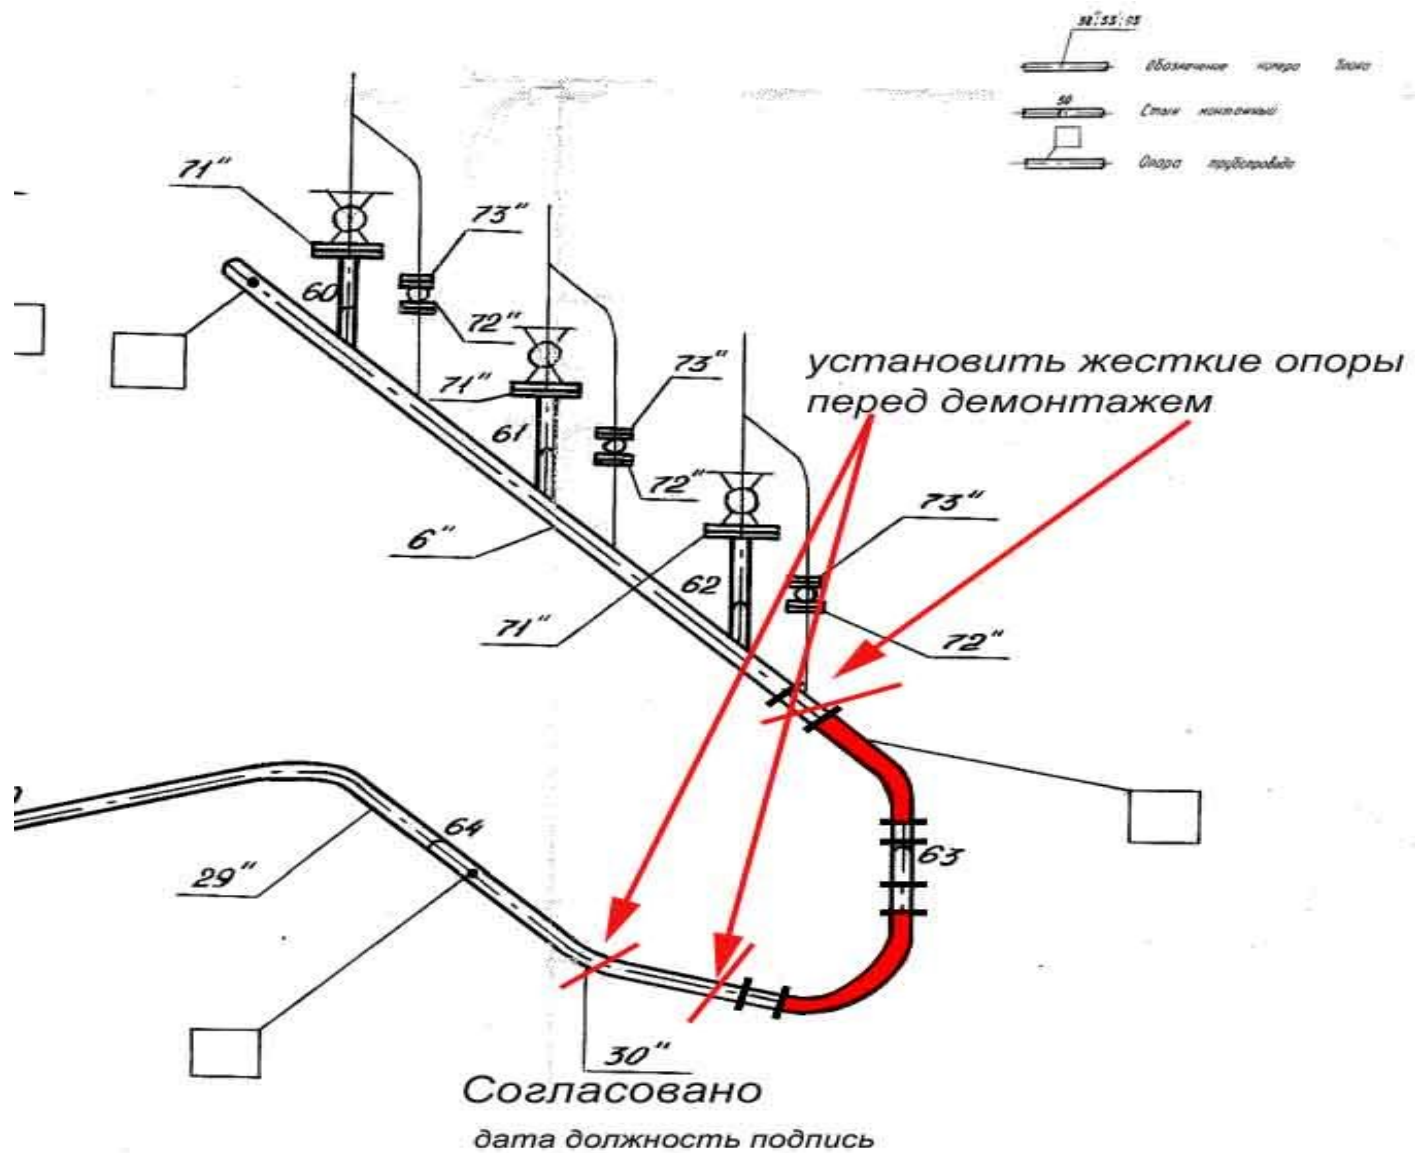 Обозначение номера блока
50
Стык монтажный
Опора трубопровода
71"
73"
60
72"
71"
73"
61
72"
6"
73"
62
71"
72"
установить жесткие опоры
перед демонтажем
64
63
29"
30"
Согласовано
дата должность подпись